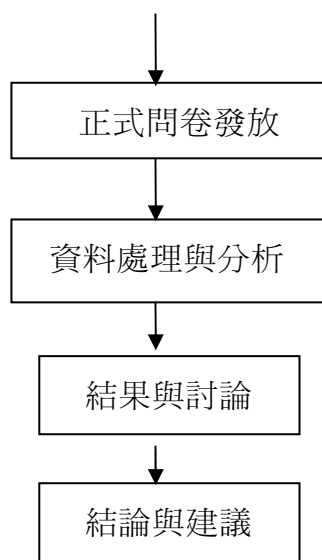 正式問卷發放
資料處理與分析
結果與討論
結論與建議